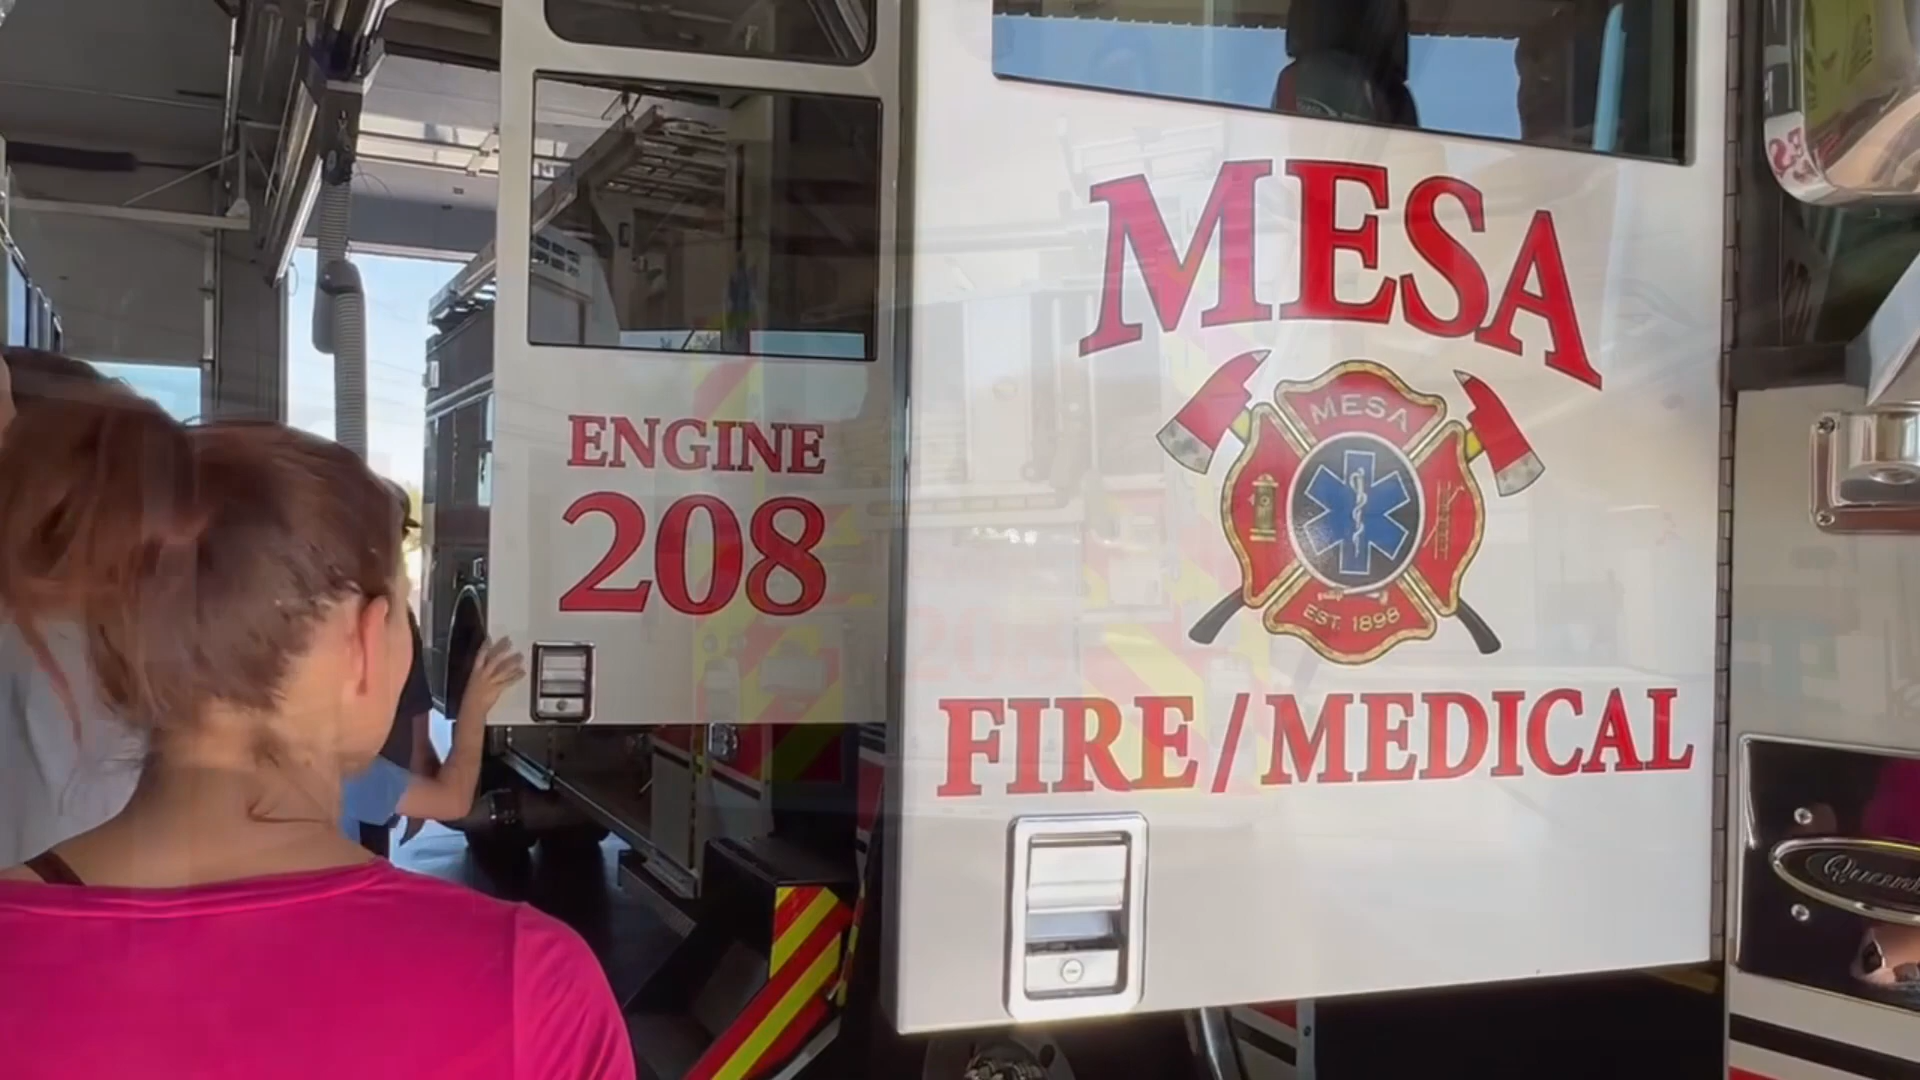 ENGINE
208
MESA
MESA
EST. 1898
FIRE/MEDICAL